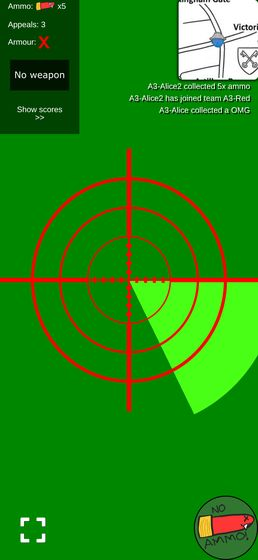 Ammo: x5
Appeals: 3
Armour: X
No weapon
Show scores
>>
Victori
A3-Alice2 collected 5x ammo
A3-Alice2 has joined team A3-Red
A3-Alice collected a OMG
NO
AMMO!